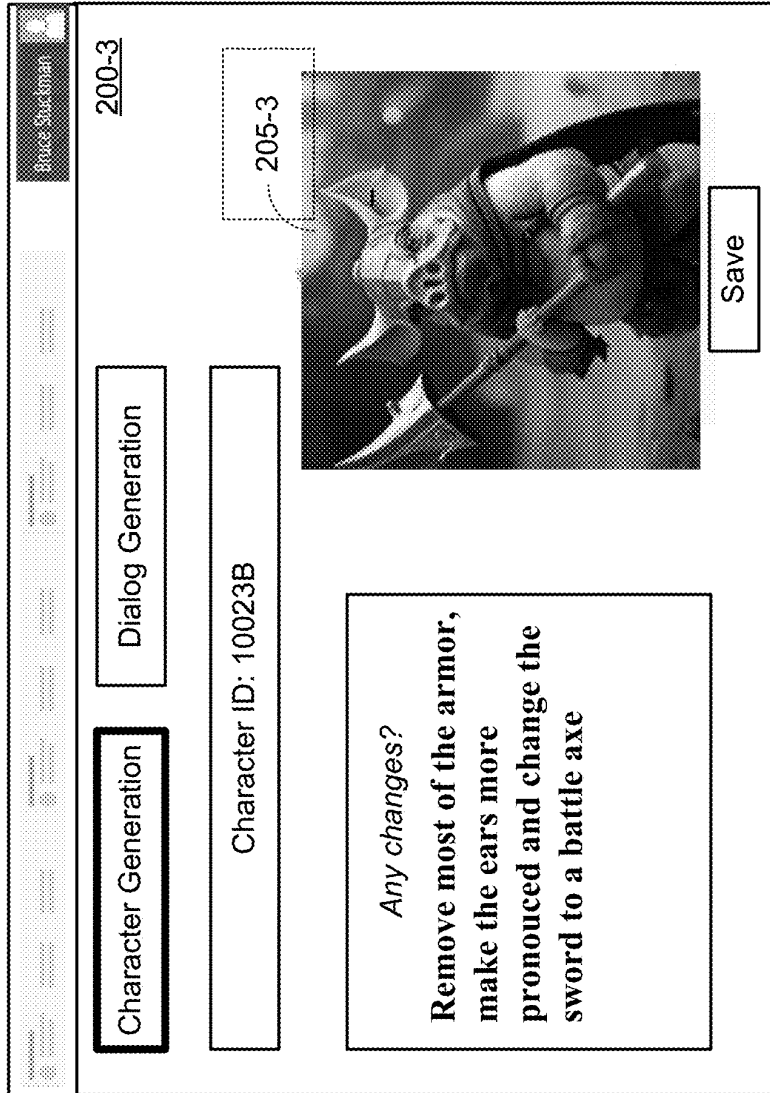 Bruce Stuckman
200-3
Character Generation
Dialog Generation
Character ID: 10023B
205-3
Any changes?
Remove most of the armor,
make the ears more
pronouced and change the
sword to a battle axe
Save